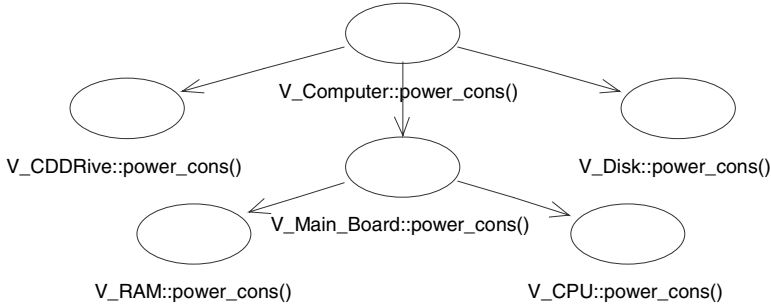 V_Computer::power_cons()
V_CDDRive::power_cons()
V_Disk::power_cons()
V_Main_Board::power_cons()
V_RAM::power_cons()
V_CPU::power_cons()